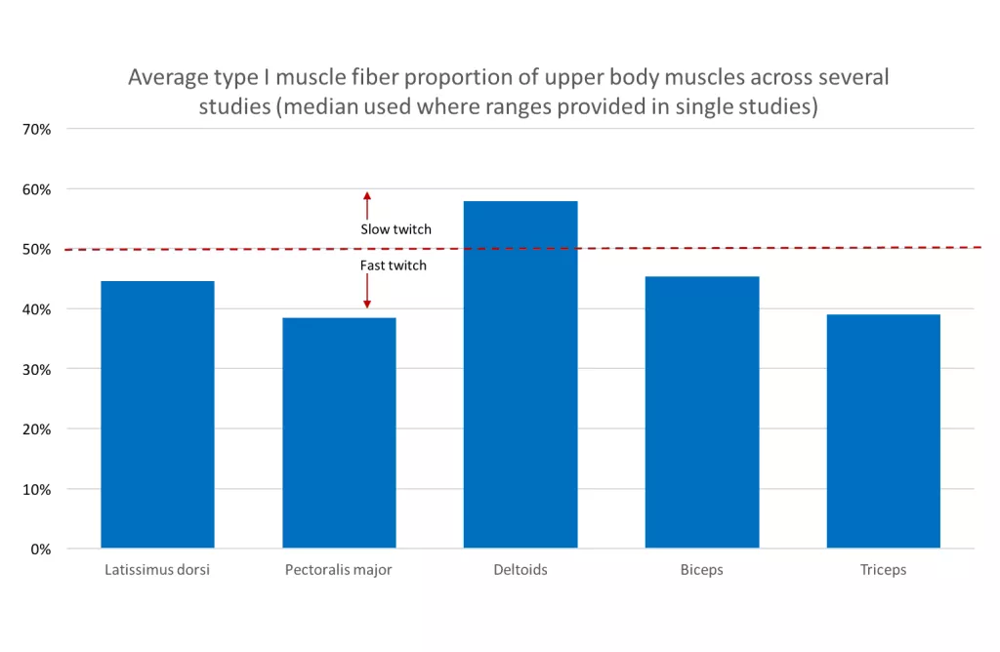 Average type I muscle fiber proportion of upper body muscles across several
studies (median used where ranges provided in single studies)
70%
60%
Slow twitch
50%
Fast twitch
40%
30%
20%
10%
0%
Latissimus dorsi
Pectoralis major
Deltoids
Biceps
Triceps